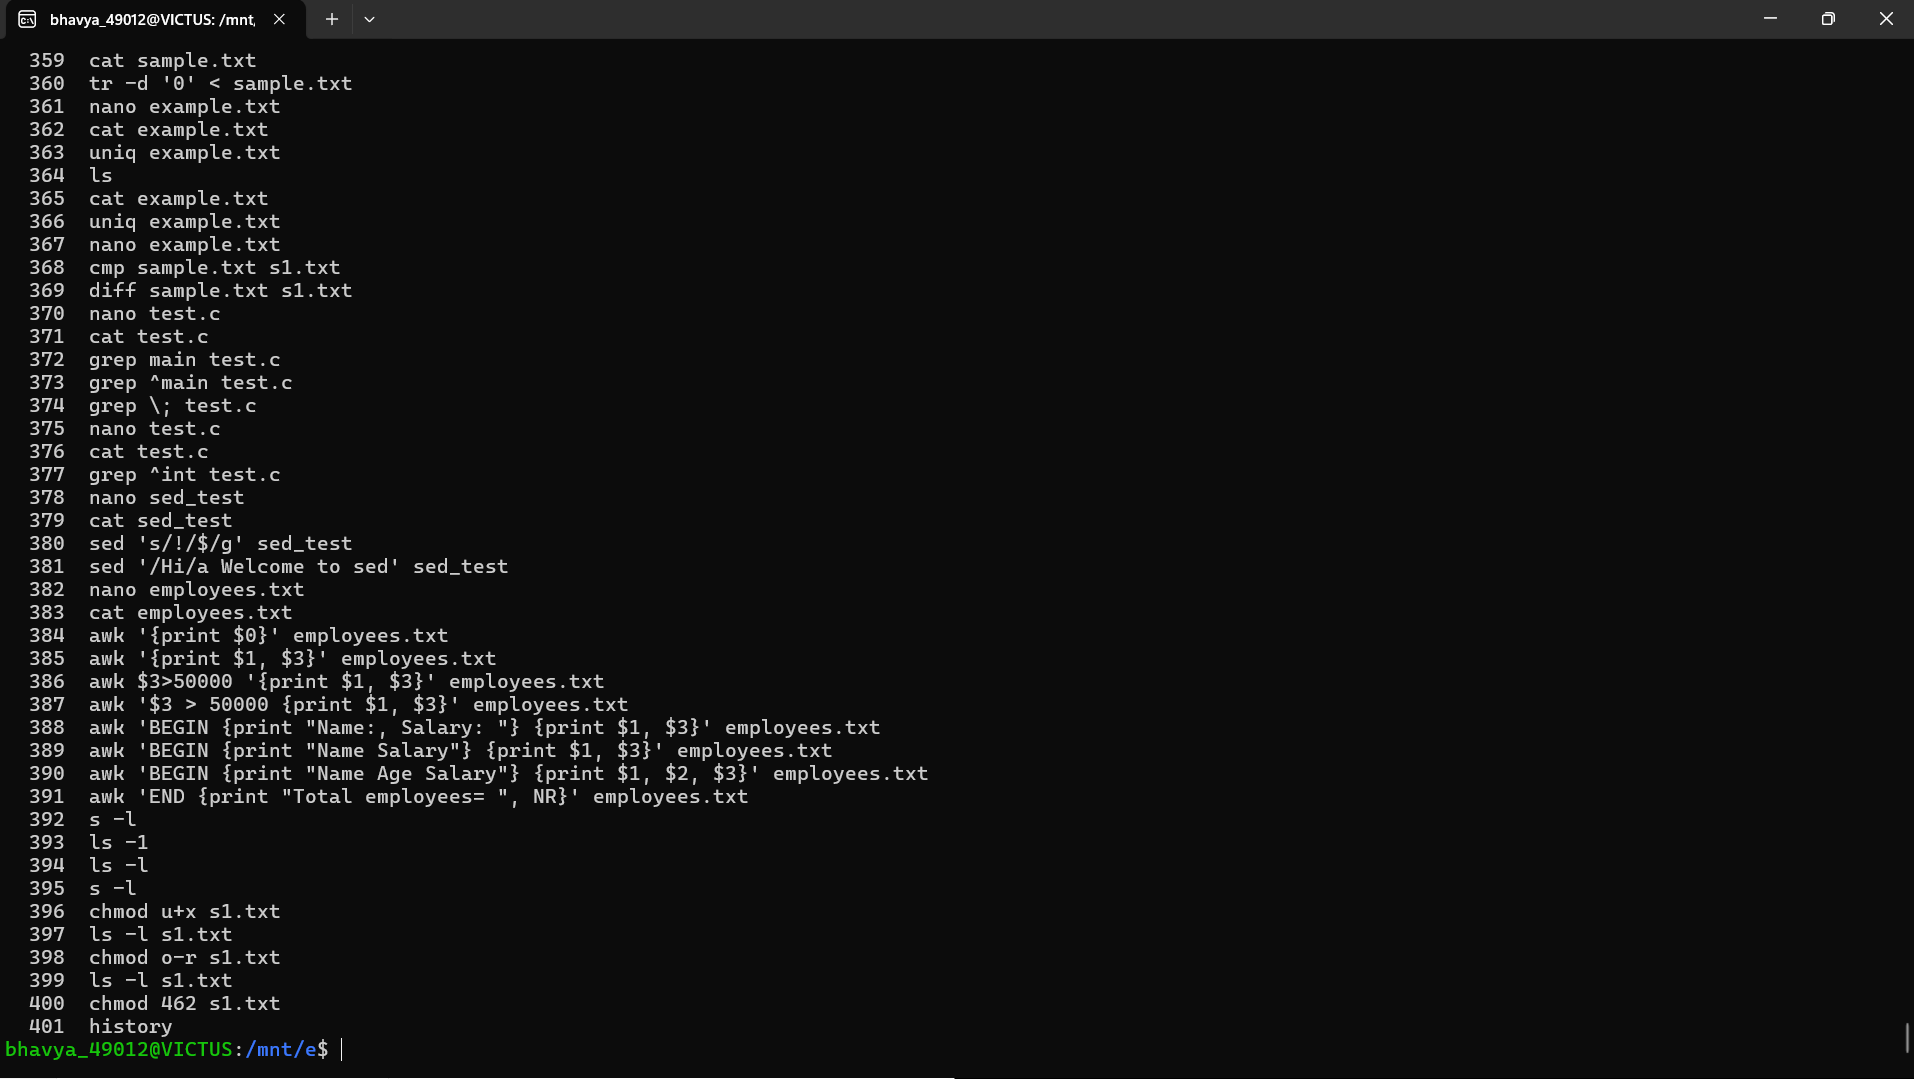 bhavya_49012@VICTUS: /mnt,
359 cat sample.txt
360 tr -d '0' < sample.txt
361 nano example.txt
362 cat example.txt
363 uniq example.txt
364 ls
365 cat example.txt
366 uniq example.txt
367 nano example.txt
368 cmp sample.txt s1.txt
369 diff sample.txt s1.txt
370 nano test.c
371 cat test.c
372 grep main test.c
373 grep ^main test.c
374 grep \; test.c
375 nano test.c
376 cat test.c
377 grep ^int test.c
378 nano sed_test
379 cat sed_test
380 sed 's/!/$/g' sed_test
381 sed '/Hi/a Welcome to sed' sed_test
382 nano employees.txt
383 cat employees.txt
384 awk '{print $0}' employees.txt
385 awk '{print $1, $3}' employees.txt
386 awk $3>50000 '{print $1, $3}' employees.txt
387 awk '$3 > 50000 {print $1, $3}' employees.txt
388 awk 'BEGIN {print "Name:, Salary: "} {print $1, $3}' employees.txt
389 awk 'BEGIN {print "Name Salary"} {print $1, $3}' employees.txt
390 awk 'BEGIN {print "Name Age Salary"} {print $1, $2, $3}' employees.txt
391 awk 'END {print "Total employees= ", NR}' employees.txt
392 s -l
393 ls -1
394 ls -l
395 s -l
396 chmod u+x s1.txt
397 ls -l s1.txt
398 chmod o-r s1.txt
399 ls -l s1.txt
400 chmod 462 s1.txt
401 history
bhavya_49012@VICTUS:/mnt/e$